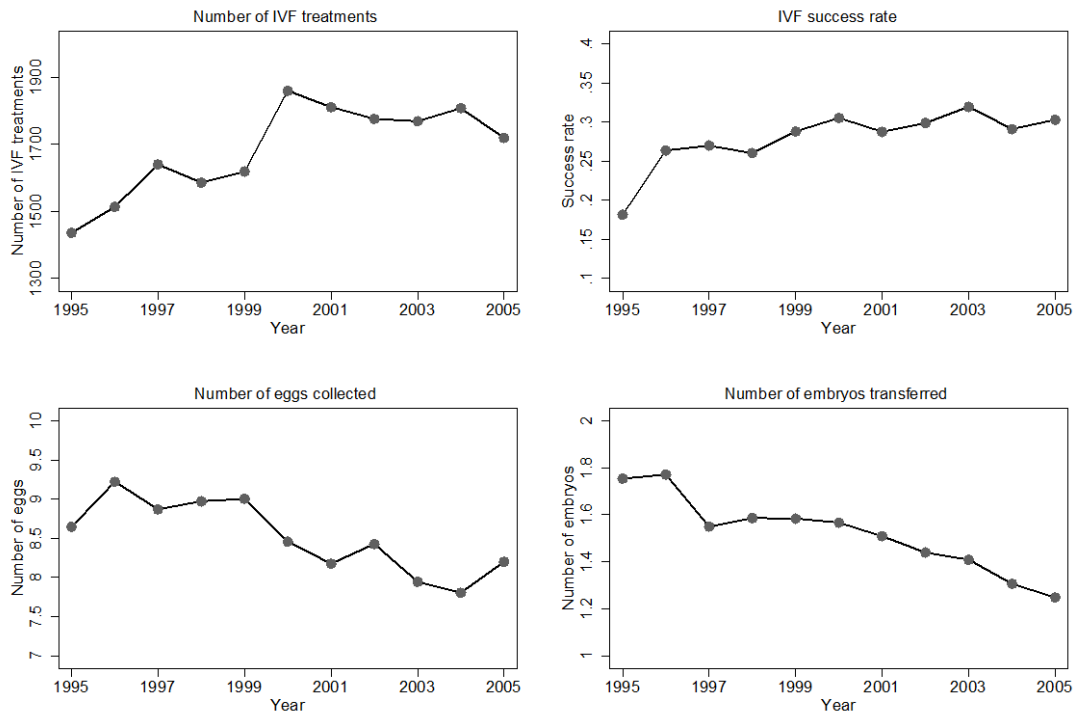 Number of IVF treatments
Number of IVF treatments
1900
1700
1500
1300
1995 1997 1999 2001 2003 2005
Year
IVF success rate
Success rate
.4
.35
.3
.25
.2
.15
.1
1995 1997 1999 2001 2003 2005
Year
Number of eggs collected
Number of eggs
10
9.5
9
8.5
8
7.5
7
1995 1997 1999 2001 2003 2005
Year
Number of embryos transferred
Number of embryos
2
1.8
1.6
1.4
1.2
1
1995 1997 1999 2001 2003 2005
Year